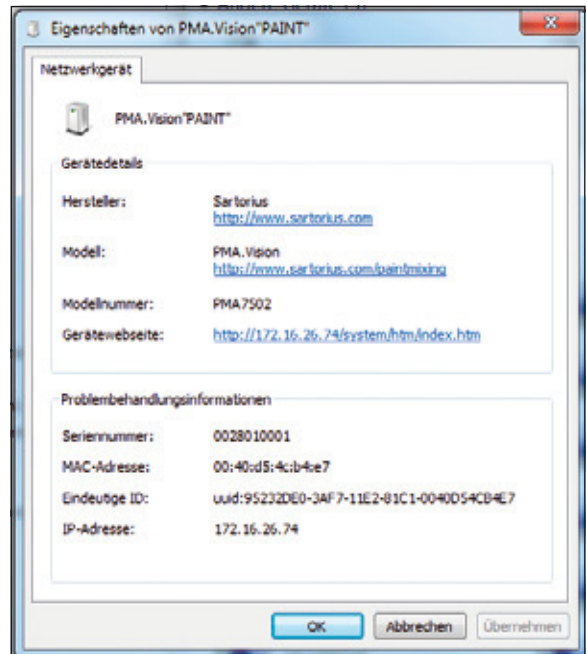 Eigenschaften von PMA.Vision"PAINT"
Netzwerkgerät
PMA.Vision"PAINT"
Gerätedetails
Hersteller: Sartorius
http://www.sartorius.com
Modell: PMA.Vision
http://www.sartorius.com/paintmixing
Modellnummer: PMA7502
Gerätewebseite: http://172.16.26.74/system/htm/index.htm
Problembehandlungsinformationen
Seriennummer: 0028010001
MAC-Adresse: 00:40:d5:4c:b4:e7
Eindeutige ID: uuid:95232DE0-3AF7-11E2-81C1-0040D54CB4E7
IP-Adresse: 172.16.26.74
OK Abbrechen Übernehmen